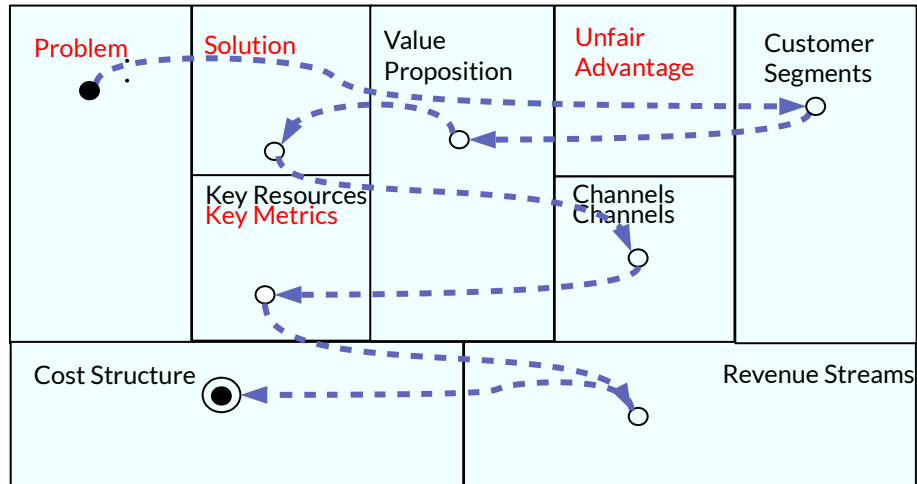 Problem
:
Solution
Value
Proposition
Unfair
Advantage
Customer
Segments
Key Resources
Key Metrics
Channels
Channels
Cost Structure
Revenue Streams